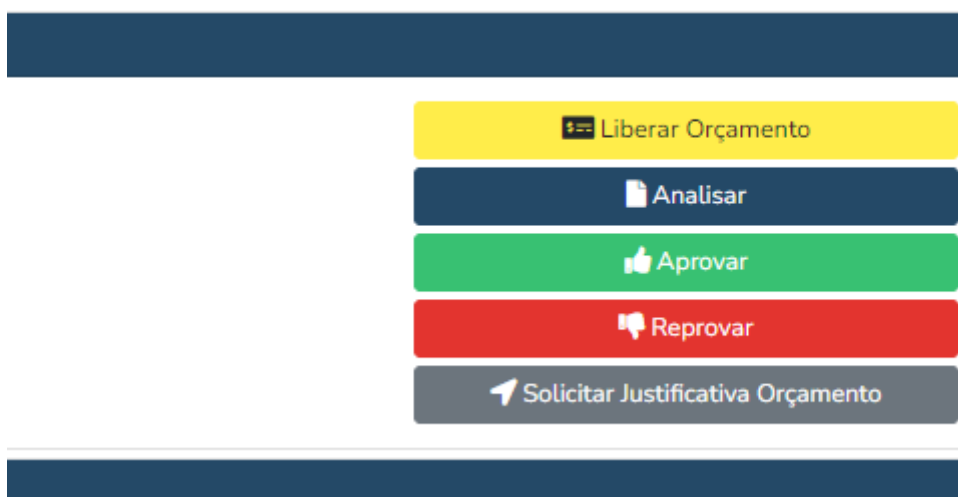 Liberar Orçamento
Analisar
Aprovar
Reprovar
Solicitar Justificativa Orçamento